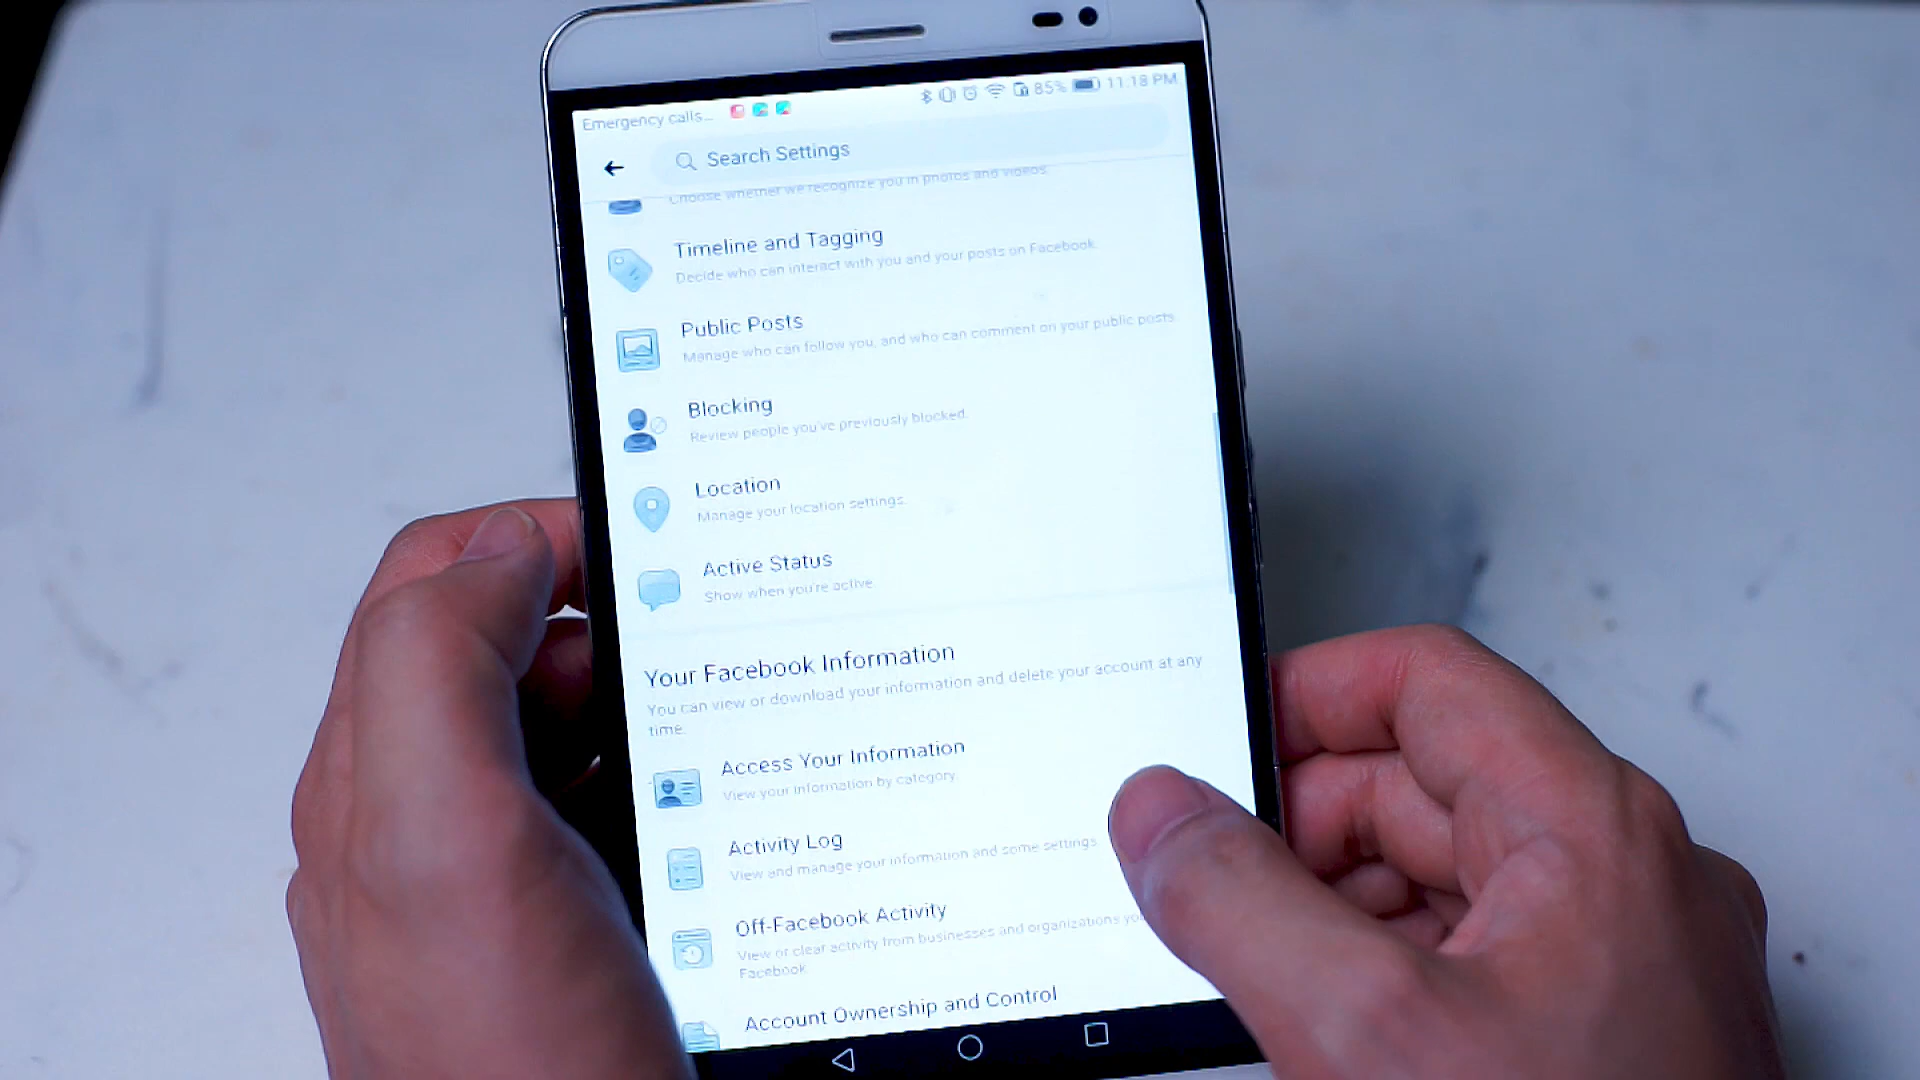 Emergency calls... 85% 11:18 PM
Search Settings
Choose whether we recognize you in photos and videos.
Timeline and Tagging
Decide who can interact with you and your posts on Facebook.
Public Posts
Manage who can follow you, and who can comment on your public posts.
Blocking
Review people you've previously blocked.
Location
Manage your location settings.
Active Status
Show when you're active.
Your Facebook Information
You can view or download your information and delete your account at any
time.
Access Your Information
View your information by category.
Activity Log
View and manage your information and some settings.
Off-Facebook Activity
View or clear activity from businesses and organizations
Facebook.
Account Ownership and Control